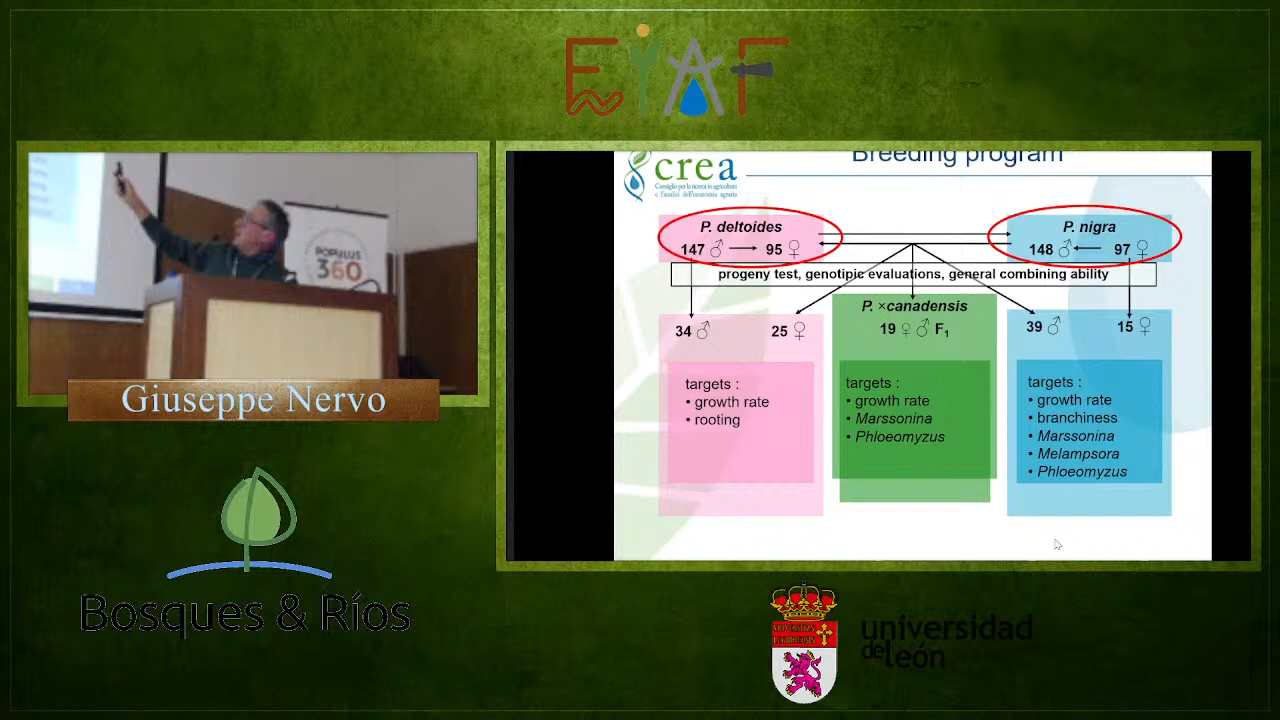 EIAF
crea
Consiglio per la ricerca in agricoltura
e l'analisi dell'economia agraria
Breeding program
P. deltoides
147 ♂ → 95 ♀
P. nigra
148 ♂ ← 97 ♀
progeny test, genotipic evaluations, general combining ability
34 ♂
25 ♀
P. ×canadensis
19 ♀ ♂ F1
39 ♂
15 ♀
targets :
• growth rate
• rooting
targets :
• growth rate
• Marssonina
• Phloeomyzus
targets :
• growth rate
• branchiness
• Marssonina
• Melampsora
• Phloeomyzus
POPULUS
360
Giuseppe Nervo
Bosques & Ríos
universidad
de león